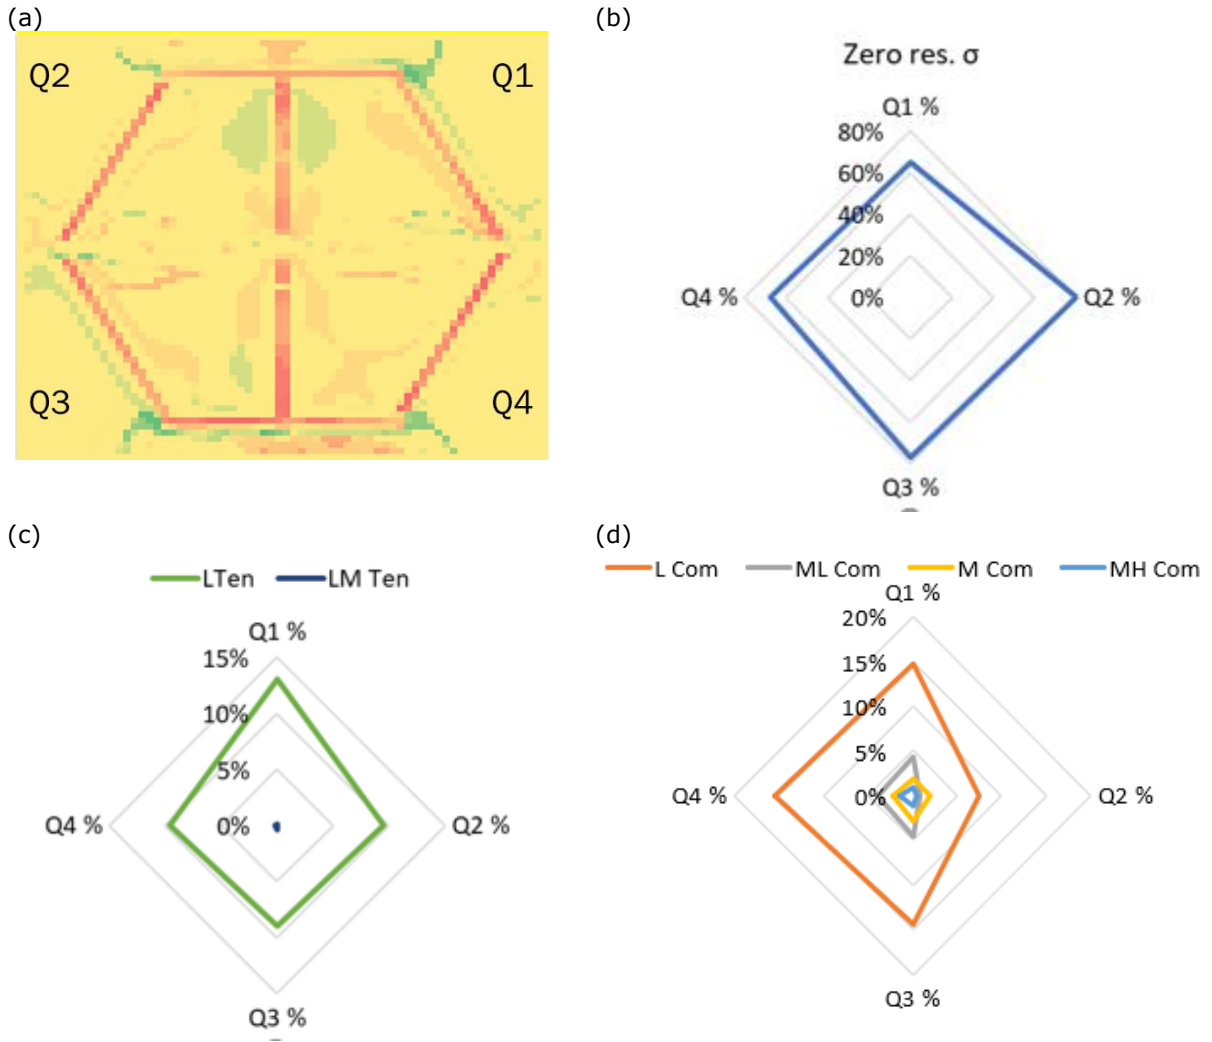 (a)
Q2
Q1
Q3
Q4
(b)
Zero res. σ
Q1 %
80%
60%
40%
20%
0%
Q4 %
Q2 %
Q3 %
(c)
LTen LM Ten
Q1 %
15%
10%
5%
0%
Q4 %
Q2 %
Q3 %
(d)
L Com ML Com M Com MH Com
Q1 %
20%
15%
10%
5%
0%
Q4 %
Q2 %
Q3 %